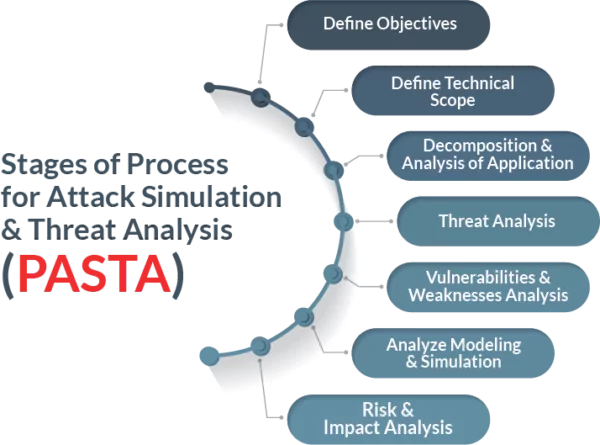 Stages of Process
for Attack Simulation
& Threat Analysis
(PASTA)
Define Objectives
Define Technical
Scope
Decomposition &
Analysis of Application
Threat Analysis
Vulnerabilities &
Weaknesses Analysis
Analyze Modeling
& Simulation
Risk &
Impact Analysis